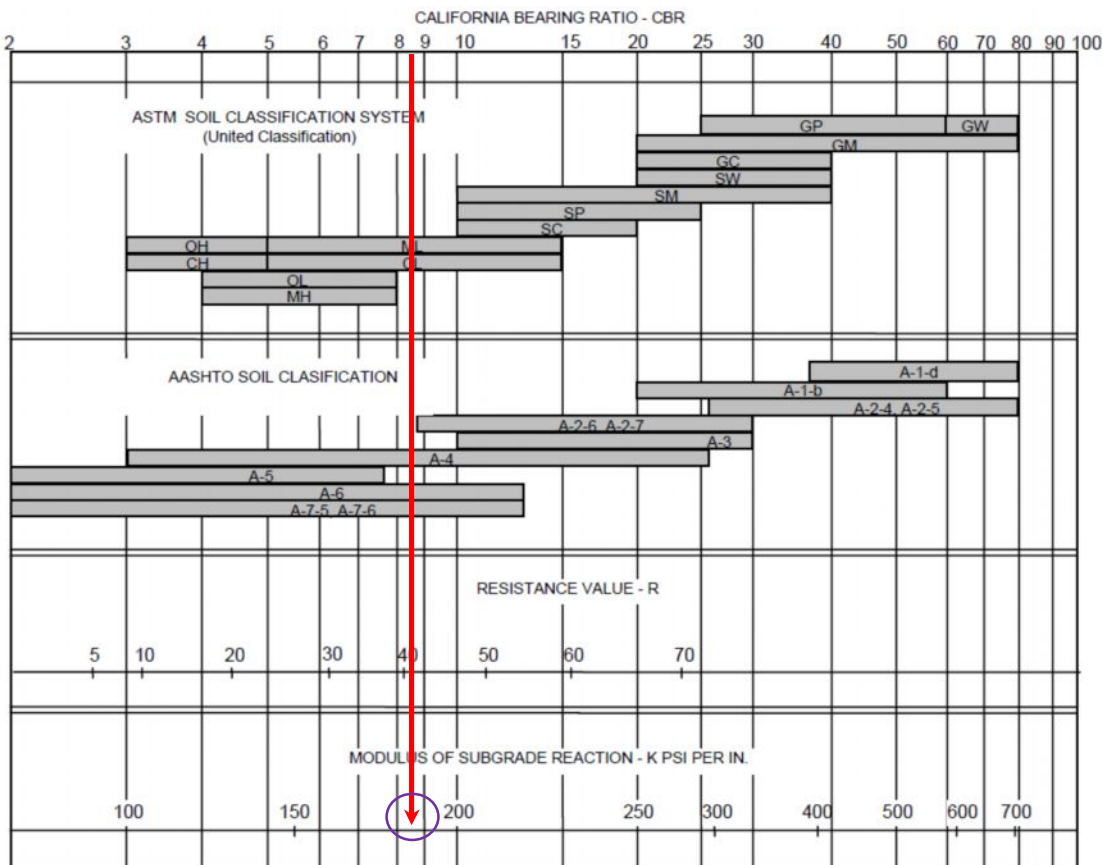 CALIFORNIA BEARING RATIO - CBR
2 3 4 5 6 7 8 9 10 15 20 25 30 40 50 60 70 80 90 100
ASTM SOIL CLASSIFICATION SYSTEM
(United Classification)
GP GW
GM
GC
SW
SM
SP
SC
OH ML
CH CL
OL
MH
AASHTO SOIL CLASIFICATION
A-1-d
A-1-b
A-2-4, A-2-5
A-2-6, A-2-7
A-3
A-4
A-5
A-6
A-7-5, A-7-6
RESISTANCE VALUE - R
5 10 20 30 40 50 60 70
MODULUS OF SUBGRADE REACTION - K PSI PER IN.
100 150 200 250 300 400 500 600 700